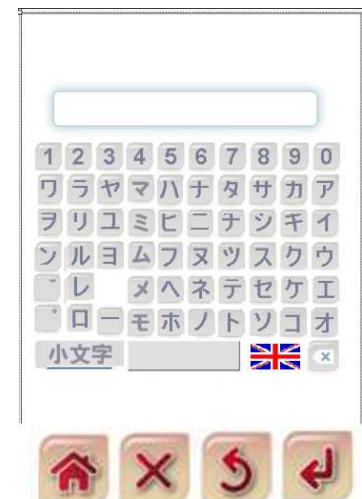 1 2 3 4 5 6 7 8 9 0
ワ ラ ヤ マ ハ ナ タ サ カ ア
ヲ リ ユ ミ ヒ ニ チ シ キ イ
ン ル ヨ ム フ ヌ ツ ス ク ウ
゛ レ メ ヘ ネ テ セ ケ エ
゜ ロ ー モ ホ ノ ト ソ コ オ
小文字